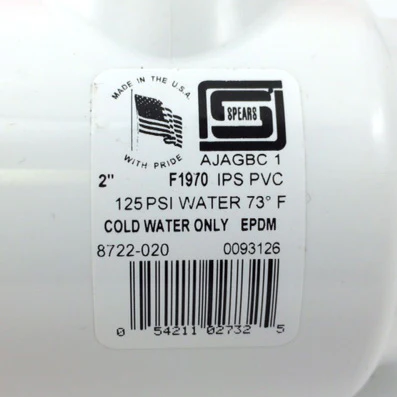 MADE IN THE U.S.A.
WITH PRIDE
SPEARS
AJAGBC 1
2" F1970 IPS PVC
125 PSI WATER 73° F
COLD WATER ONLY EPDM
8722-020 0093126
0 54211 02732 5